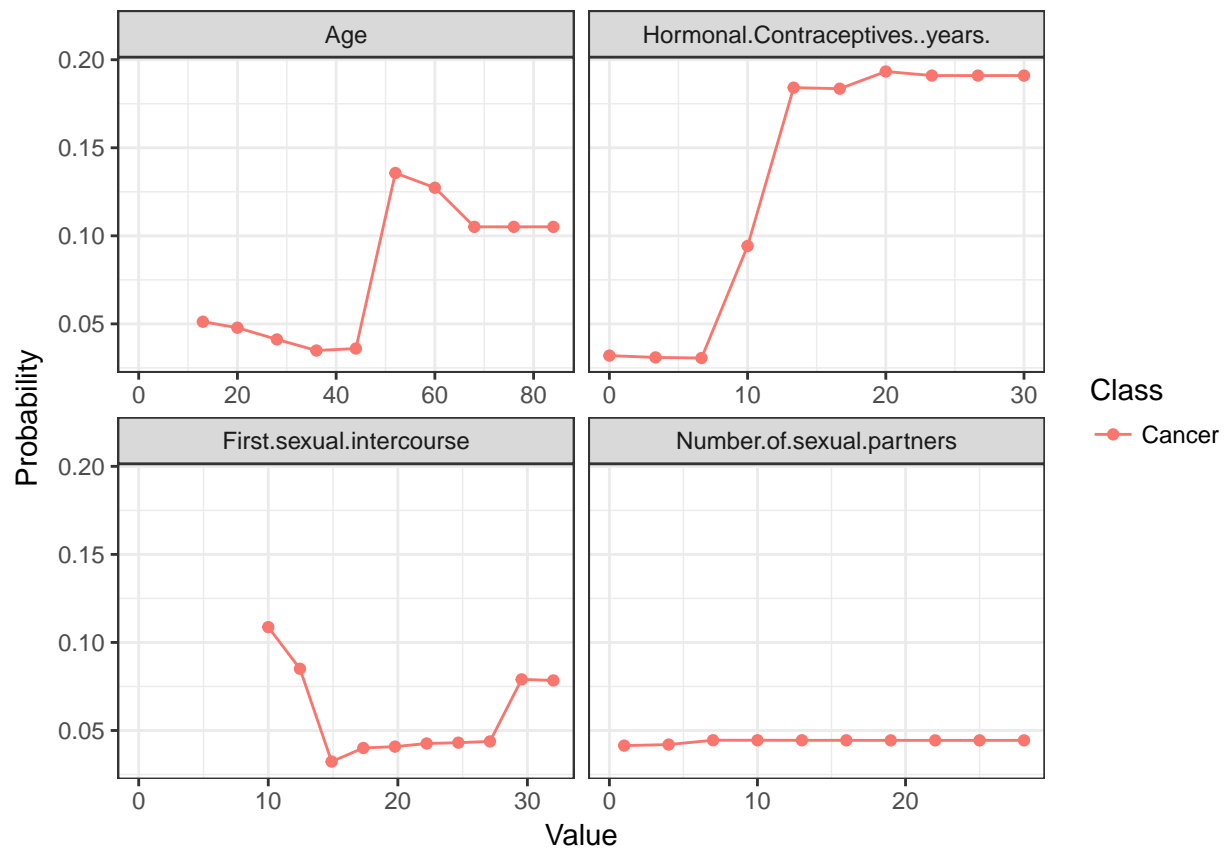 Age
Hormonal.Contraceptives..years.
0.20
0.15
0.10
0.05
0 20 40 60 80
0 10 20 30
First.sexual.intercourse
Number.of.sexual.partners
0.20
0.15
0.10
0.05
0 10 20 30
0 10 20
Probability
Value
Class
Cancer